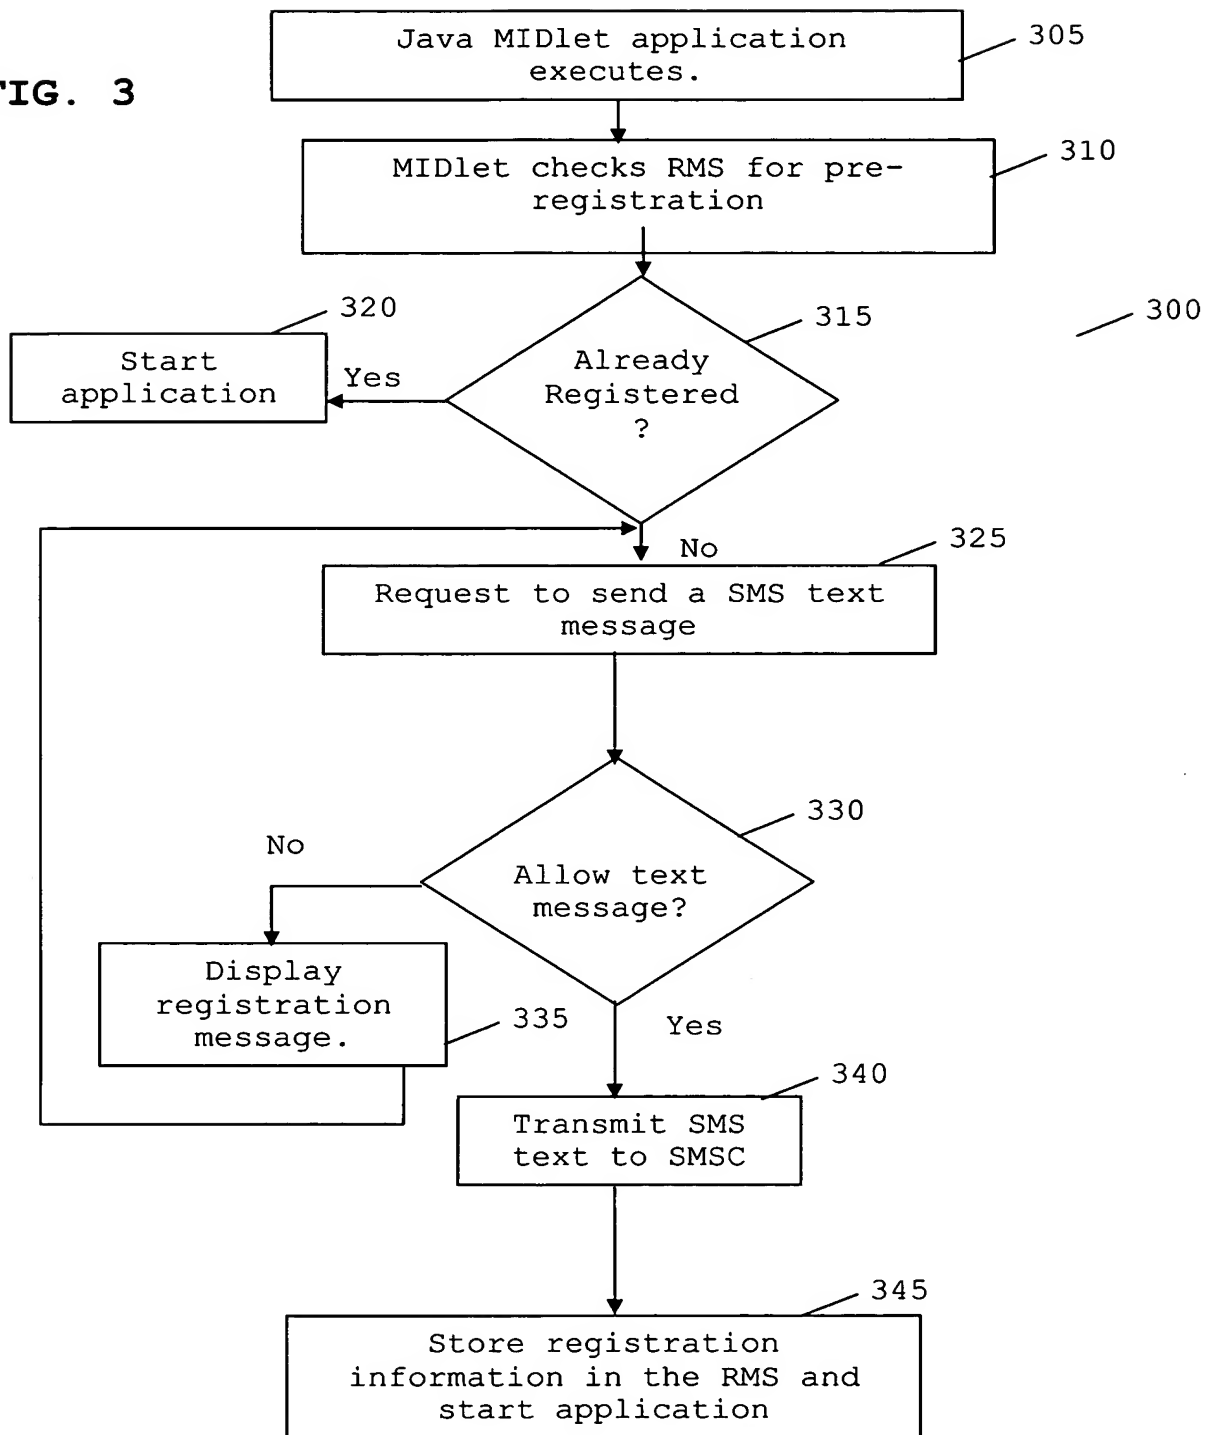 Java MIDlet application
executes.
305
FIG. 3
MIDlet checks RMS for pre-
registration
310
320
315
300
Start
application
Yes
Already
Registered
?
No
325
Request to send a SMS text
message
330
No
Allow text
message?
Display
registration
message.
335
Yes
340
Transmit SMS
text to SMSC
345
Store registration
information in the RMS and
start application